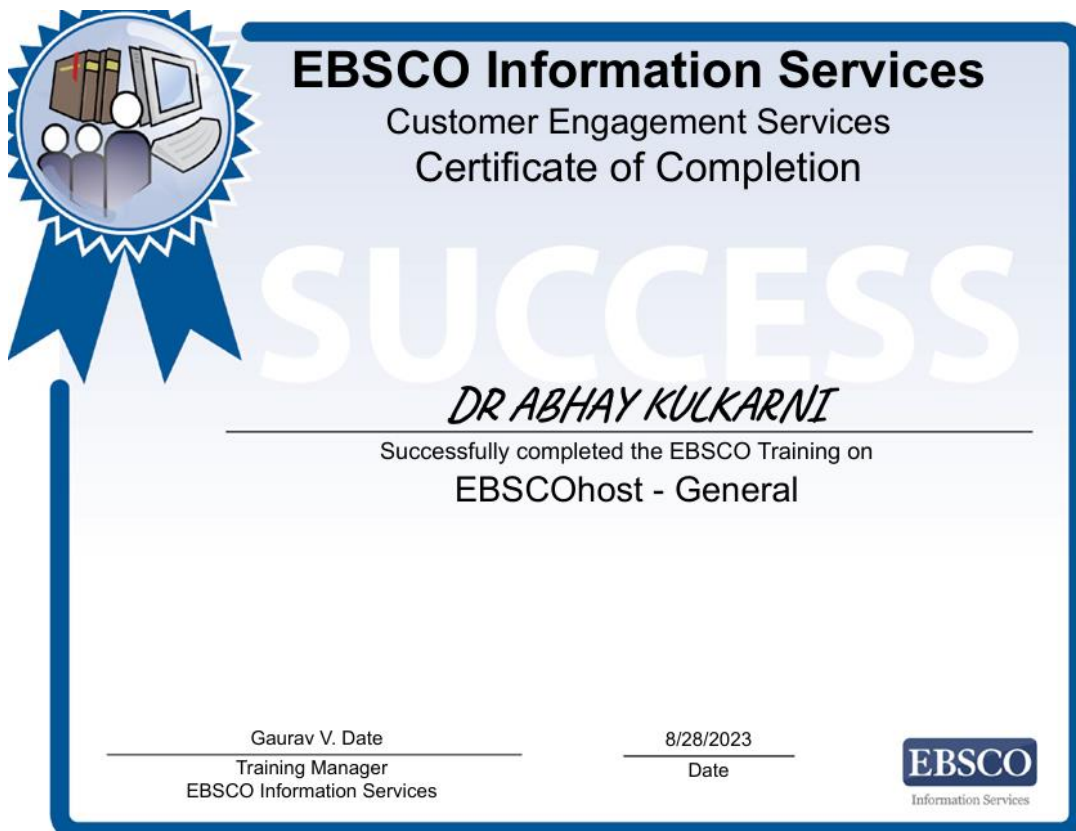 EBSCO Information Services
Customer Engagement Services
Certificate of Completion
SUCCESS
DR ABHAY KULKARNI
Successfully completed the EBSCO Training on
EBSCOhost - General
Gaurav V. Date
Training Manager
EBSCO Information Services
8/28/2023
Date
EBSCO
Information Services